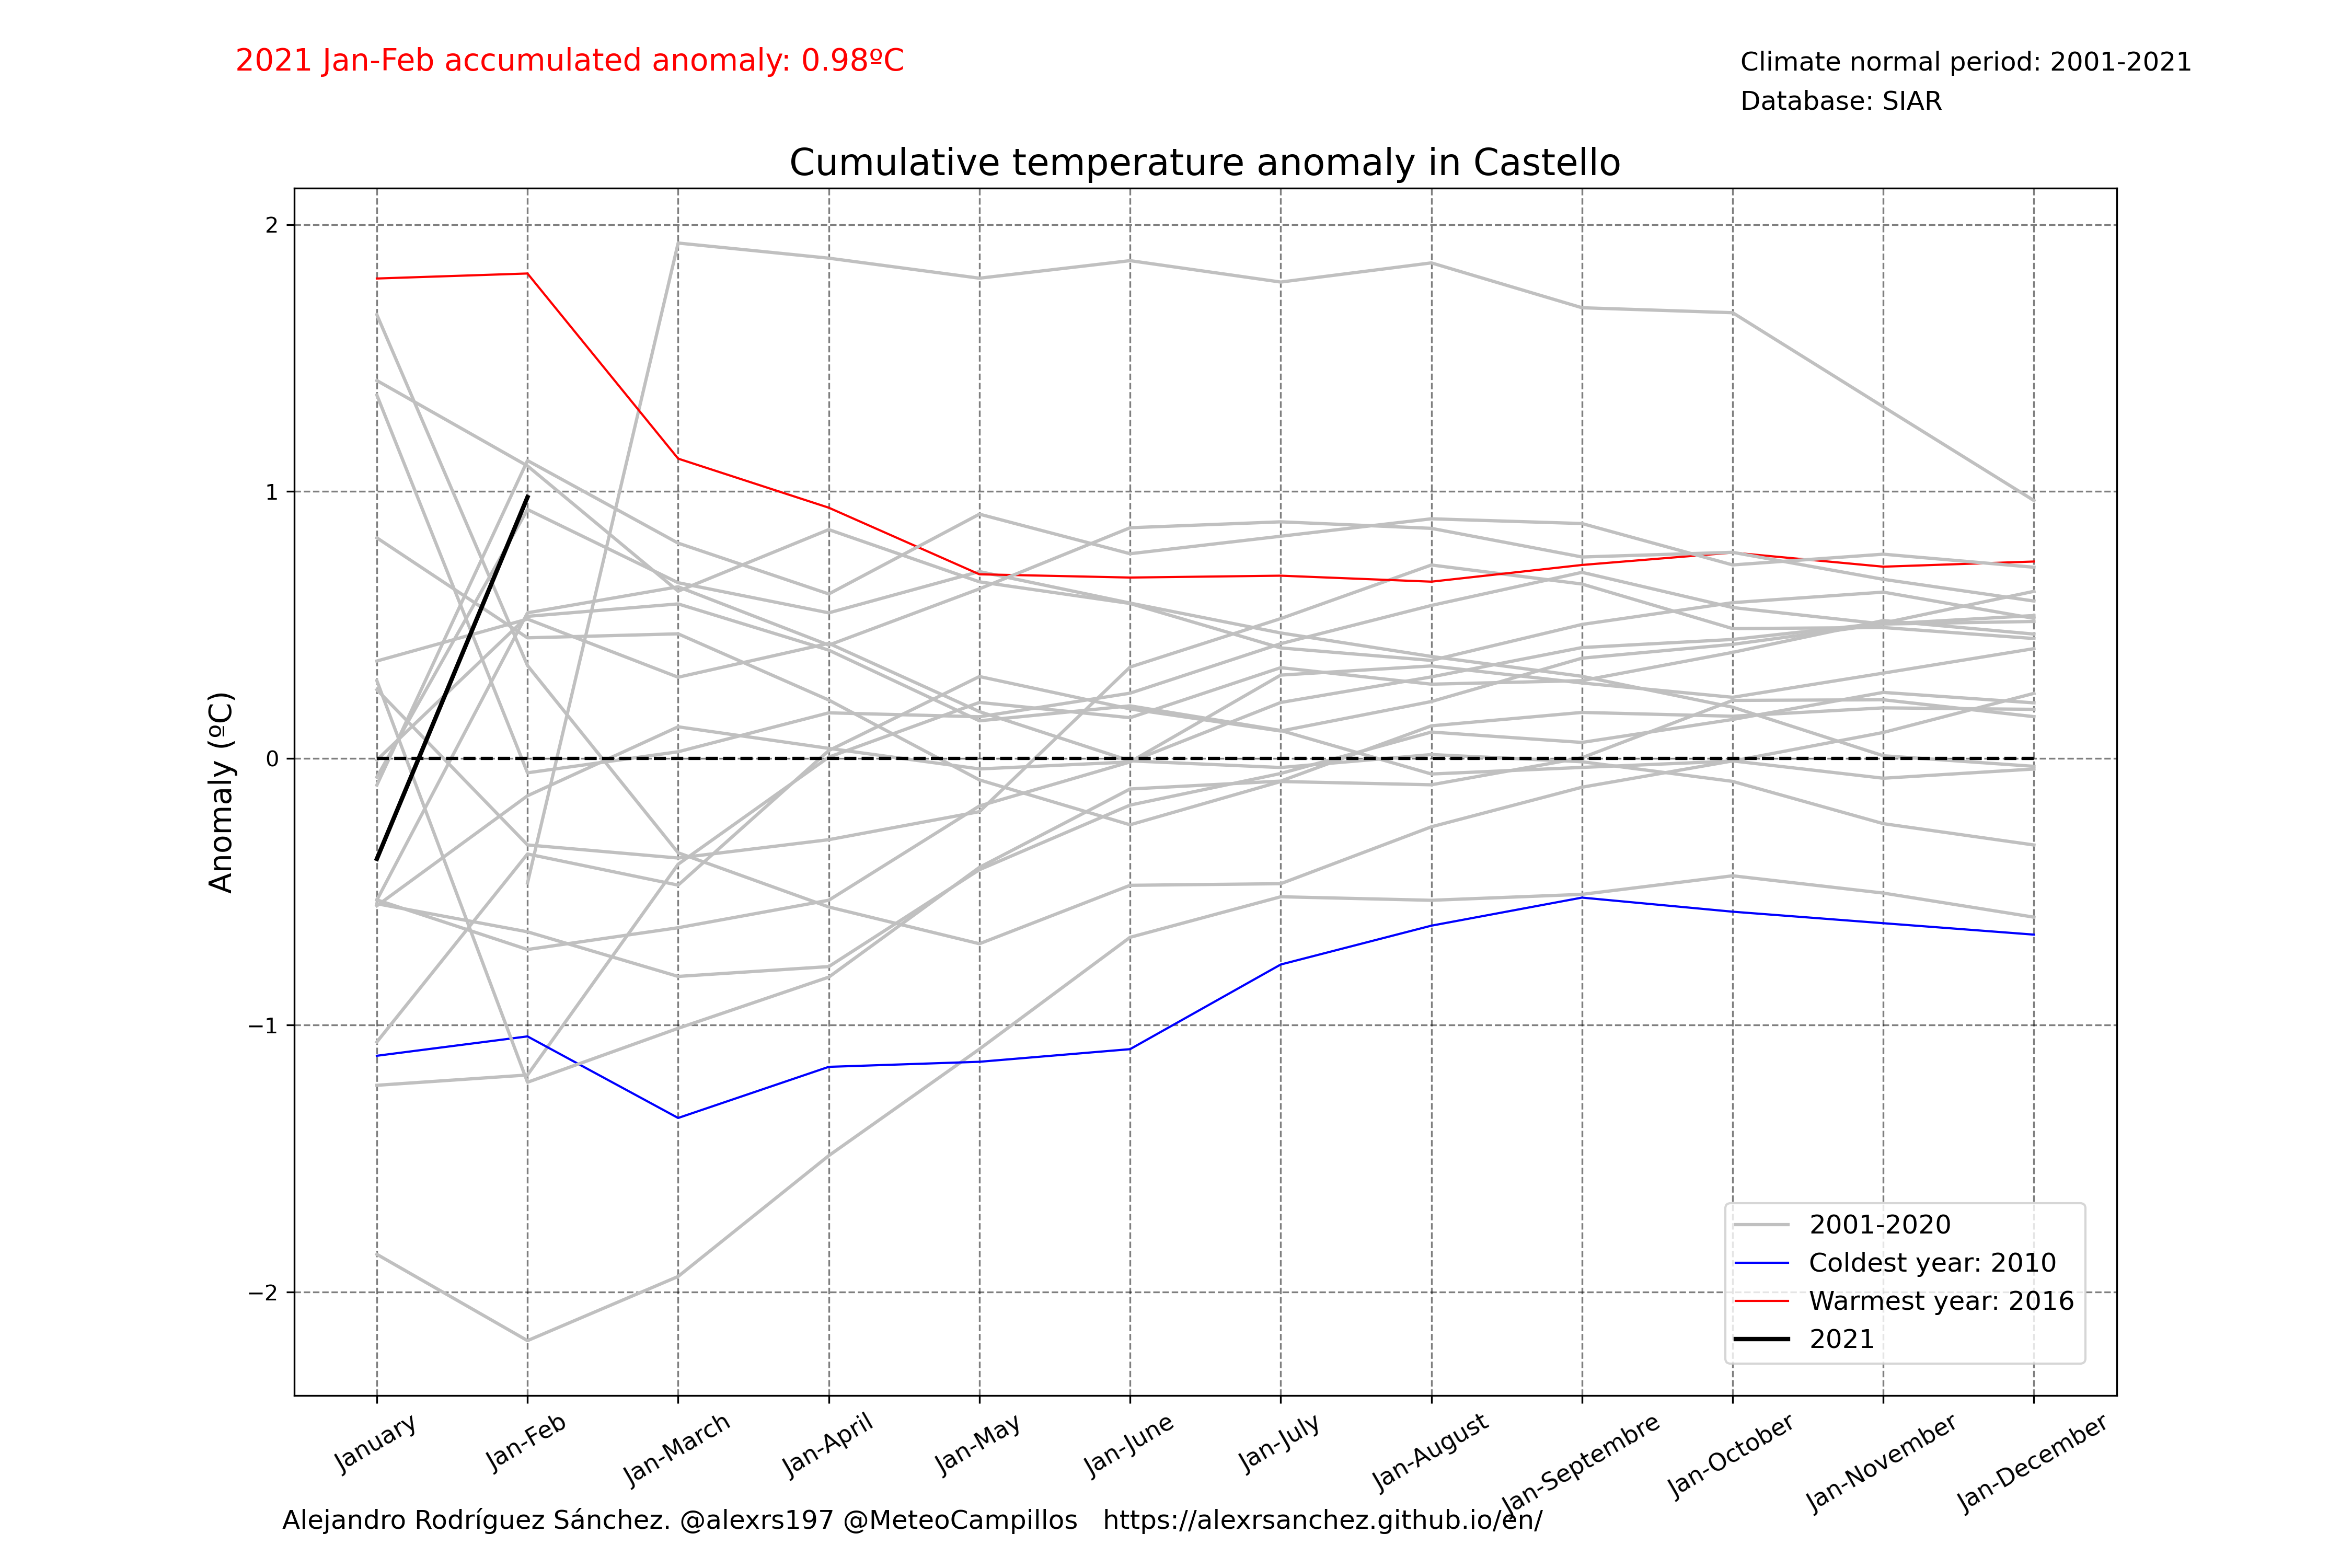 2021 Jan-Feb accumulated anomaly: 0.98ºC
Climate normal period: 2001-2021
Database: SIAR
Cumulative temperature anomaly in Castello
Anomaly (ºC)
2
1
0
−1
−2
2001-2020
Coldest year: 2010
Warmest year: 2016
2021
January
Jan-Feb
Jan-March
Jan-April
Jan-May
Jan-June
Jan-July
Jan-August
Jan-Septembre
Jan-October
Jan-November
Jan-December
Alejandro Rodríguez Sánchez. @alexrs197 @MeteoCampillos https://alexrsanchez.github.io/en/